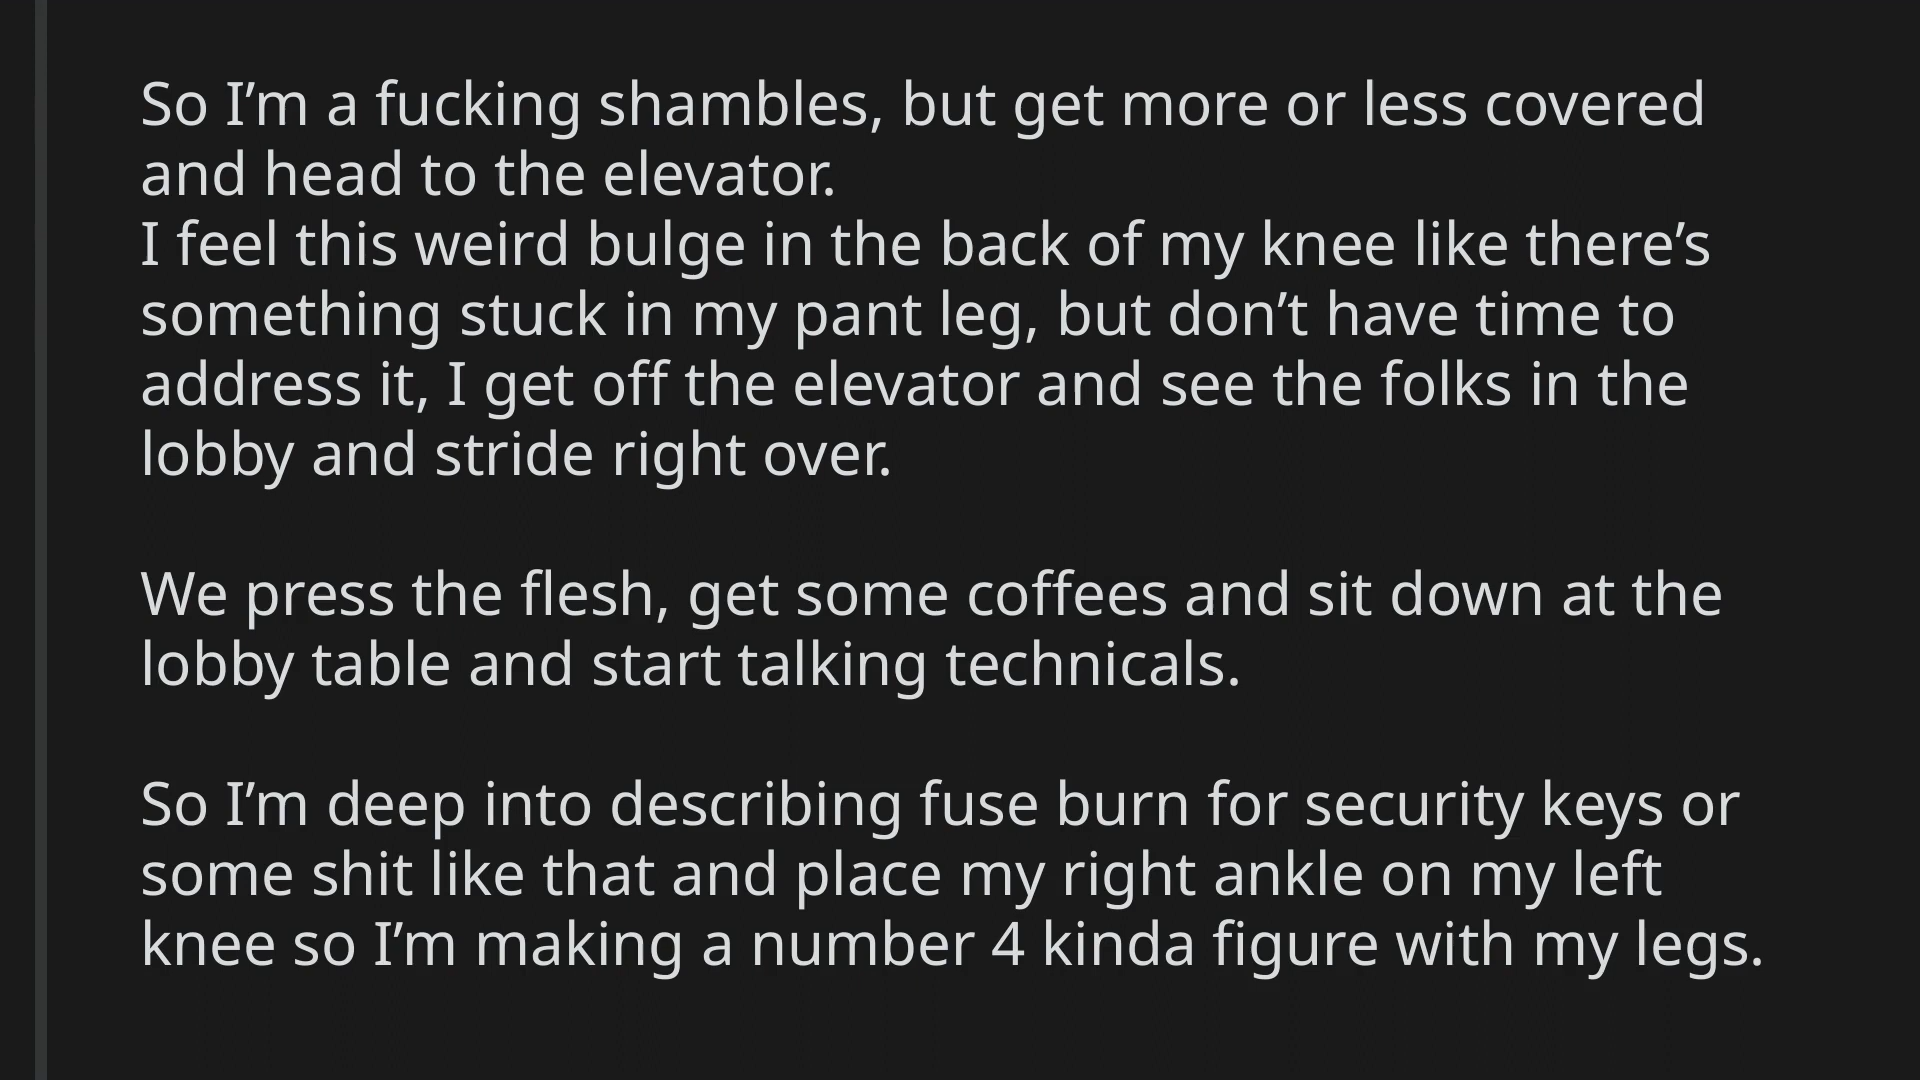 So I’m a fucking shambles, but get more or less covered
and head to the elevator.
I feel this weird bulge in the back of my knee like there’s
something stuck in my pant leg, but don’t have time to
address it, I get off the elevator and see the folks in the
lobby and stride right over.
We press the flesh, get some coffees and sit down at the
lobby table and start talking technicals.
So I’m deep into describing fuse burn for security keys or
some shit like that and place my right ankle on my left
knee so I’m making a number 4 kinda figure with my legs.